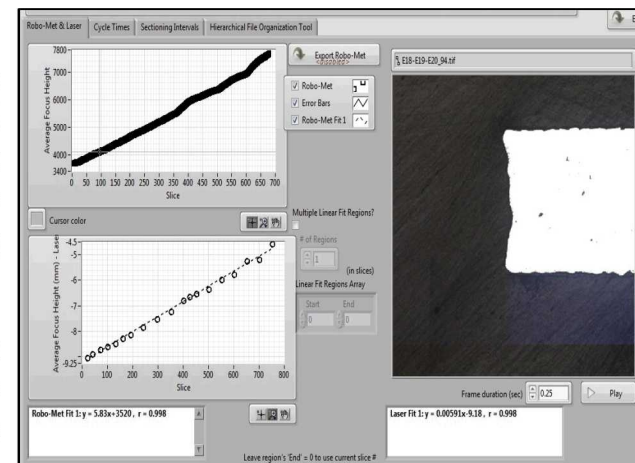 Robo-Met & Laser
Cycle Times
Sectioning Intervals
Hierarchical File Organization Tool
Export Robo-Met
<disabled>
Robo-Met
Error Bars
Robo-Met Fit 1
Average Focus Height
7800
7000
6000
5000
4000
3400
0 50 100 150 200 250 300 350 400 450 500 550 600 650 700
Slice
Cursor color
Multiple Linear Fit Regions?
# of Regions
1
(in slices)
Linear Fit Regions Array
Start End
0 0
Average Focus Height (mm) - Laser
-4.5
-5
-6
-7
-8
-9.25
0 100 200 300 400 500 600 700 800
Slice
Robo-Met Fit 1: y = 5.83x+3520, r = 0.998
Leave region's 'End' = 0 to use current slice #
E18-E19-E20_94.tif
Frame duration (sec)
0.25
Play
Laser Fit 1: y = 0.00591x-9.18, r = 0.998